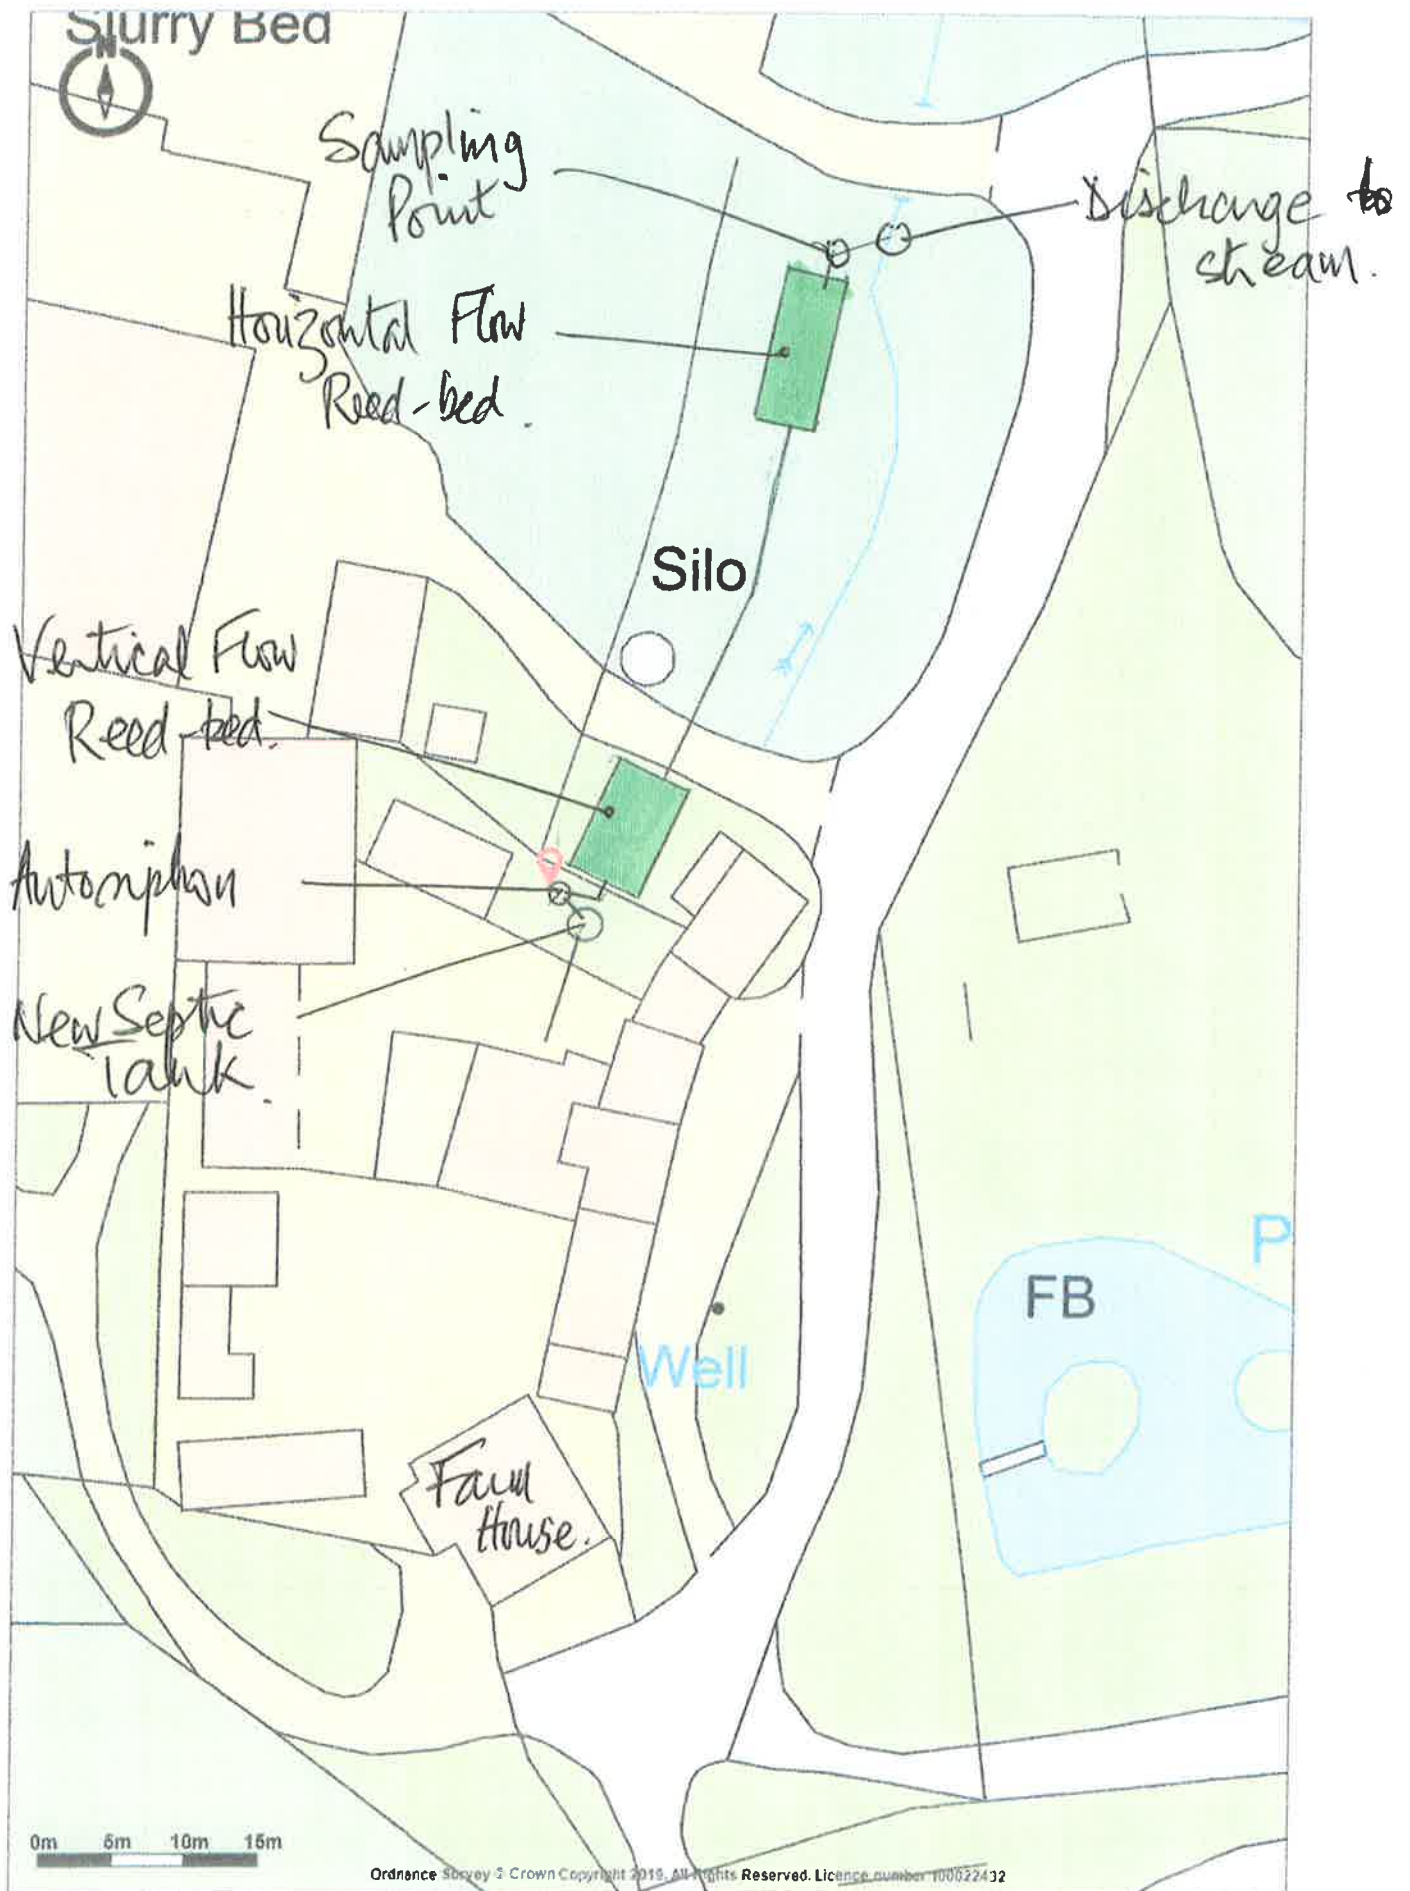 Slurry Bed
N
Sampling
Point
Discharge to
stream.
Horizontal Flow
Reed-bed.
Silo
Vertical Flow
Reed-bed.
Autosiphon
New Septic
Tank.
P
FB
Well
Farm
House.
0m 5m 10m 15m
Ordnance Survey © Crown Copyright 2019. All Rights Reserved. Licence number 100022432